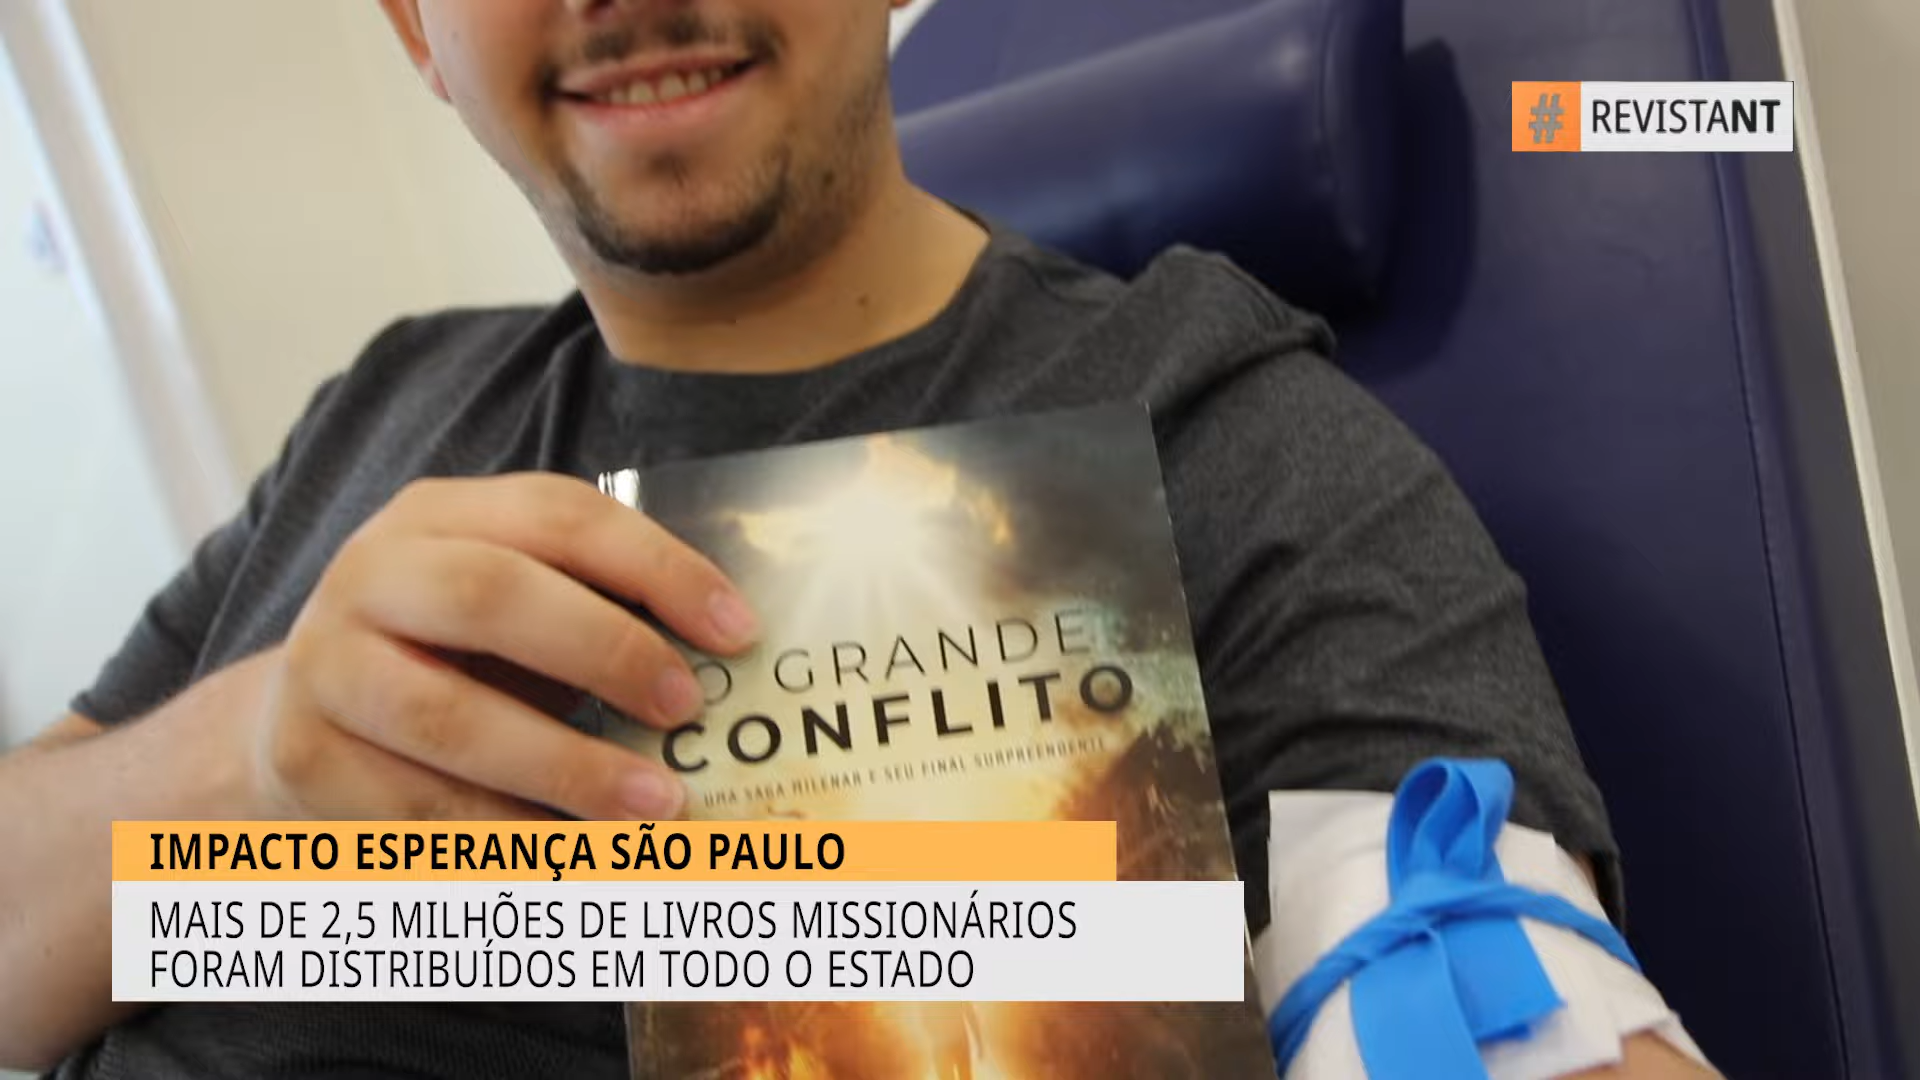 # REVISTANT
O GRANDE
CONFLITO
UMA SAGA MILENAR E SEU FINAL SURPREENDENTE
IMPACTO ESPERANÇA SÃO PAULO
MAIS DE 2,5 MILHÕES DE LIVROS MISSIONÁRIOS
FORAM DISTRIBUÍDOS EM TODO O ESTADO